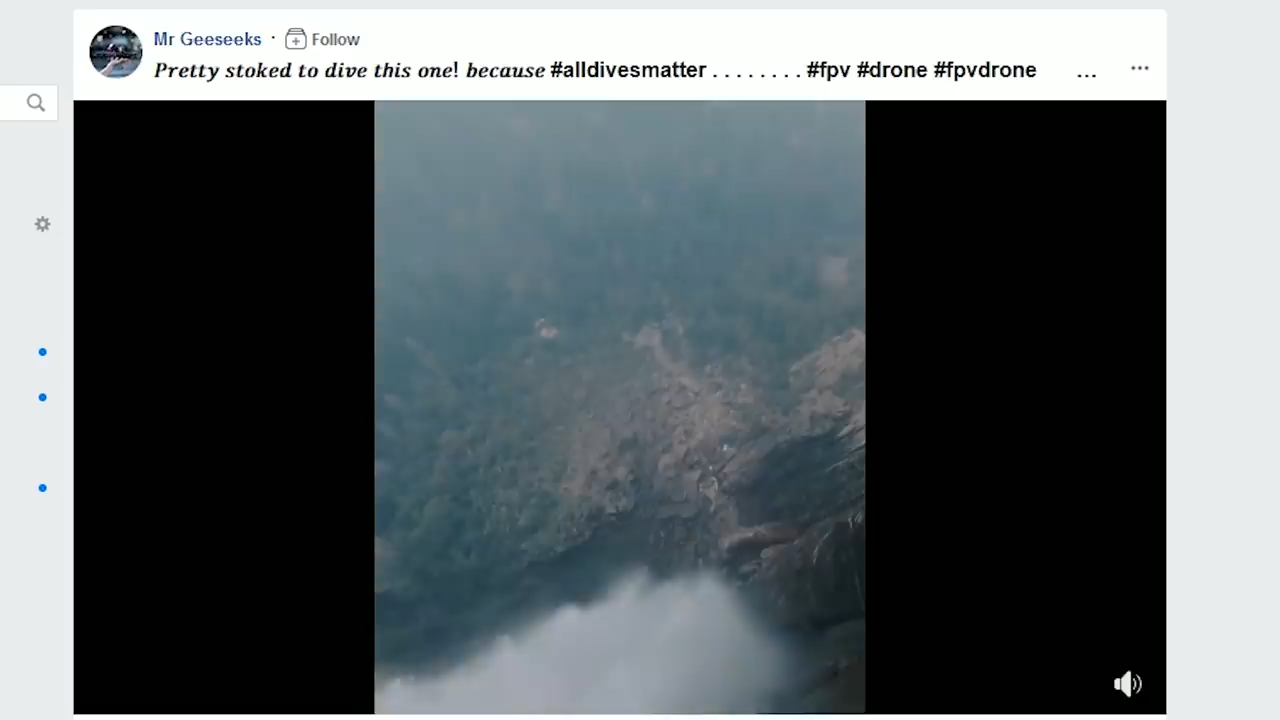 Mr Geeseeks · Follow
Pretty stoked to dive this one! because #alldivesmatter . . . . . . . . #fpv #drone #fpvdrone ...